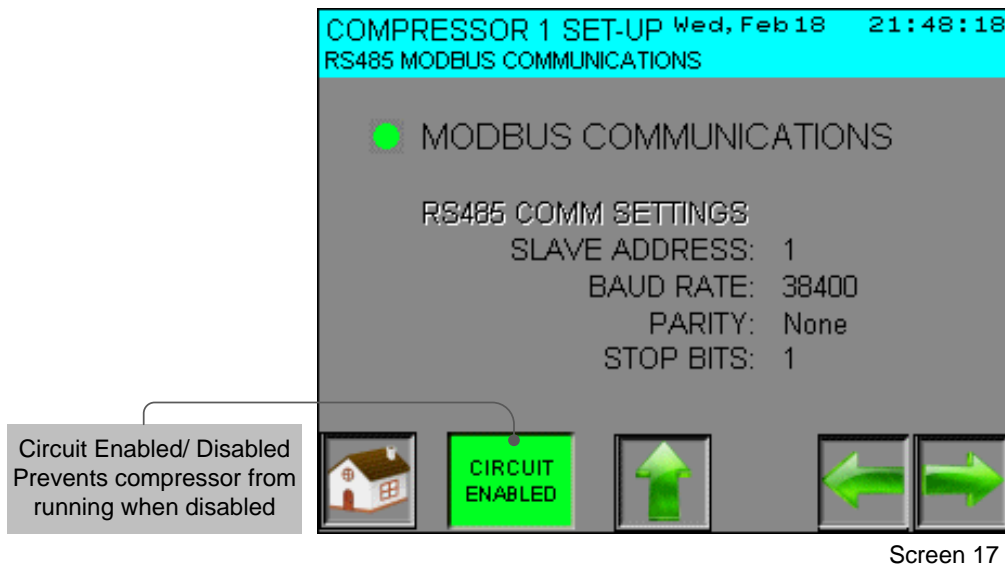 COMPRESSOR 1 SET-UP Wed, Feb 18 21:48:18
RS485 MODBUS COMMUNICATIONS
MODBUS COMMUNICATIONS
RS485 COMM SETTINGS
SLAVE ADDRESS: 1
BAUD RATE: 38400
PARITY: None
STOP BITS: 1
Circuit Enabled/ Disabled
Prevents compressor from
running when disabled
CIRCUIT
ENABLED
Screen 17